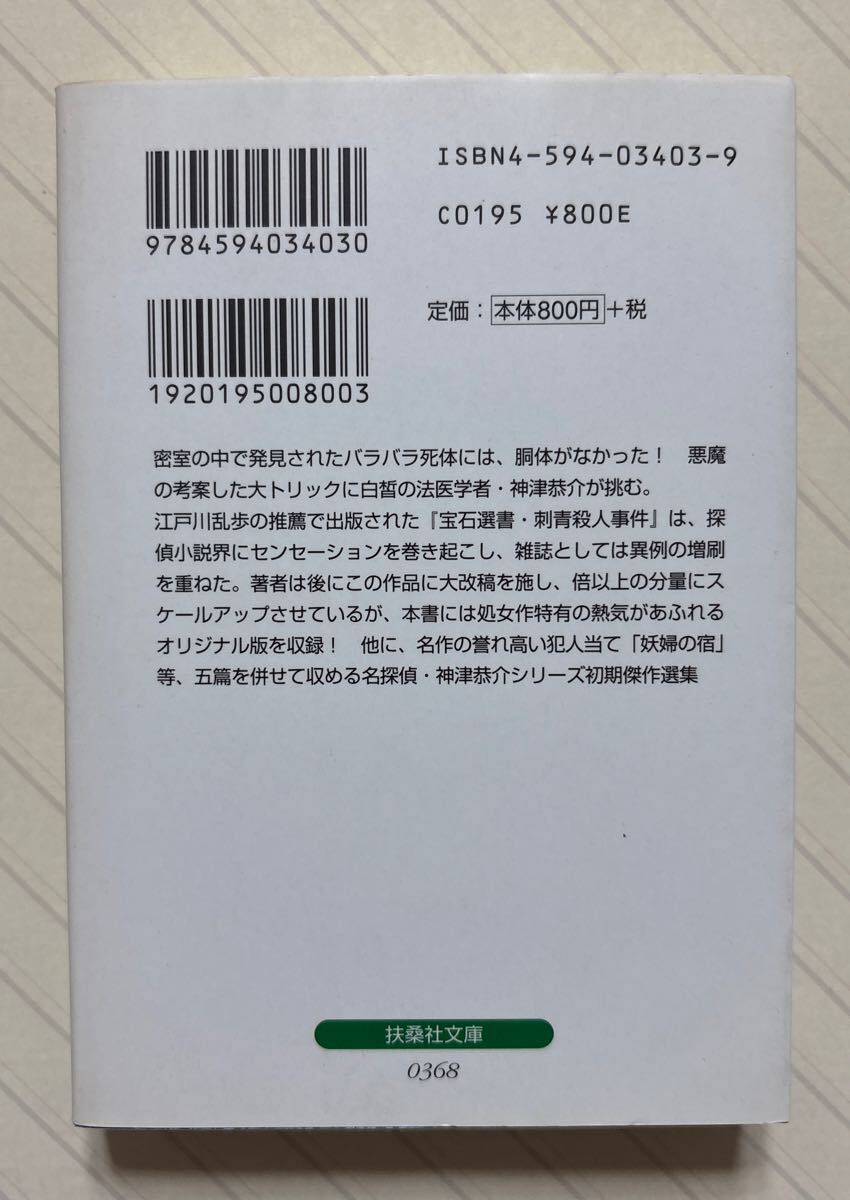 ISBN4-594-03403-9
C0195 ¥800E
9784594034030
定価：本体800円+税
1920195008003
密室の中で発見されたバラバラ死体には、胴体がなかった！　悪魔
の考案した大トリックに白皙の法医学者・神津恭介が挑む。
江戸川乱歩の推薦で出版された『宝石選書・刺青殺人事件』は、探
偵小説界にセンセーションを巻き起こし、雑誌としては異例の増刷
を重ねた。著者は後にこの作品に大改稿を施し、倍以上の分量にス
ケールアップさせているが、本書には処女作特有の熱気があふれる
オリジナル版を収録！　他に、名作の誉れ高い犯人当て「妖婦の宿」
等、五篇を併せて収める名探偵・神津恭介シリーズ初期傑作選集
扶桑社文庫
0368